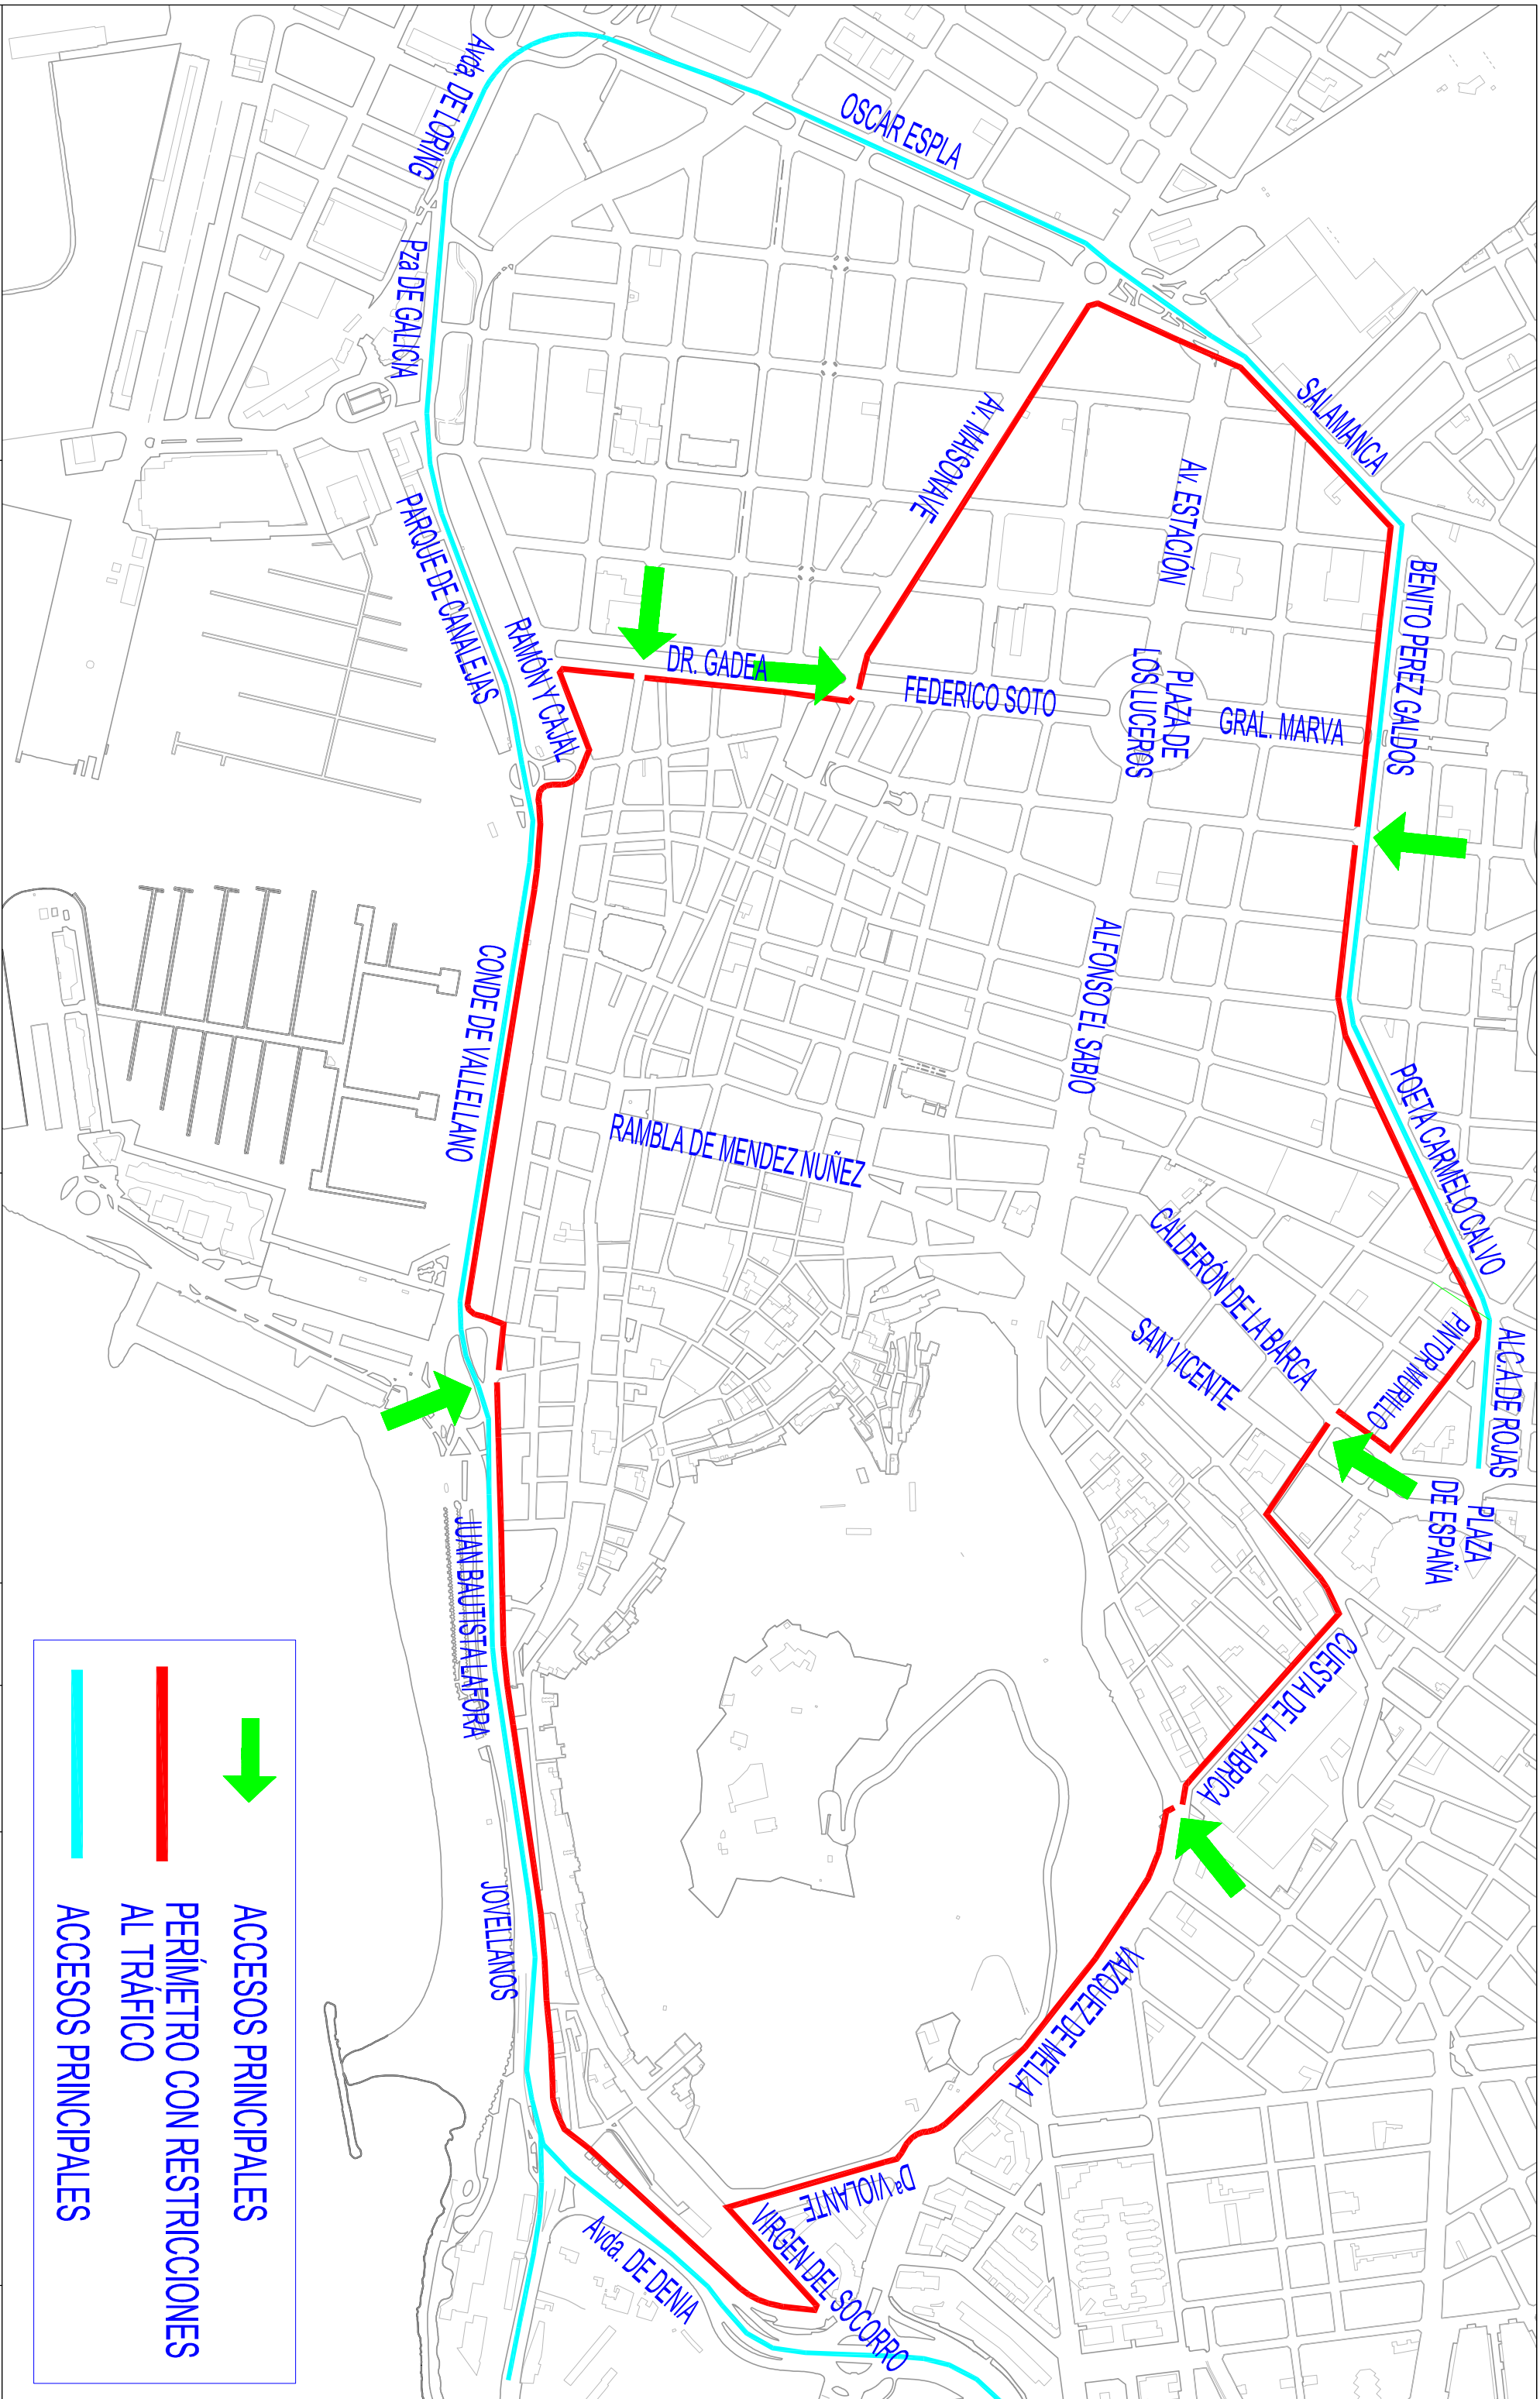 Avda. DE LORING
OSCAR ESPLA
Pza DE GALICIA
SALAMANCA
Av. MAISONAVE
Av. ESTACIÓN
PARQUE DE CANALEJAS
BENITO PEREZ GALDOS
RAMÓN Y CAJAL
DR. GADEA
FEDERICO SOTO
PLAZA DE
LOS LUCEROS
GRAL. MARVA
ALFONSO EL SABIO
CONDE DE VALLELLANO
RAMBLA DE MENDEZ NUÑEZ
POETA CARMELO CALVO
CALDERÓN DE LA BARCA
SAN VICENTE
PINTOR MURILLO
ALC.A.DE ROJAS
PLAZA
DE ESPAÑA
JUAN BAUTISTA LAFORA
CUESTA DE LA FABRICA
JOVELLANOS
VAZQUEZ DE MELLA
Dª VIOLANTE
VIRGEN DEL SOCORRO
Avda. DE DENIA
ACCESOS PRINCIPALES
PERÍMETRO CON RESTRICCIONES
AL TRÁFICO
ACCESOS PRINCIPALES